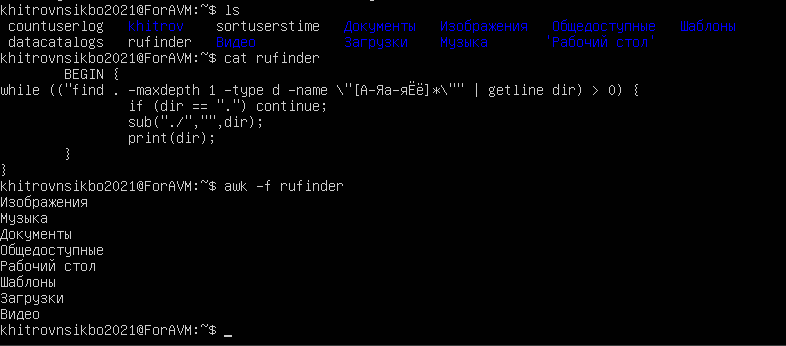 khitrovnsikbo2021@ForAVM:~$ ls
countuserlog khitrov sortuserstime Документы Изображения Общедоступные Шаблоны
datacatalogs rufinder Видео Загрузки Музыка 'Рабочий стол'
khitrovnsikbo2021@ForAVM:~$ cat rufinder
BEGIN {
while (("find . -maxdepth 1 -type d -name \"[А-Яа-яЁё]*\"" | getline dir) > 0) {
if (dir == ".") continue;
sub("./","",dir);
print(dir);
}
}
khitrovnsikbo2021@ForAVM:~$ awk -f rufinder
Изображения
Музыка
Документы
Общедоступные
Рабочий стол
Шаблоны
Загрузки
Видео
khitrovnsikbo2021@ForAVM:~$ _